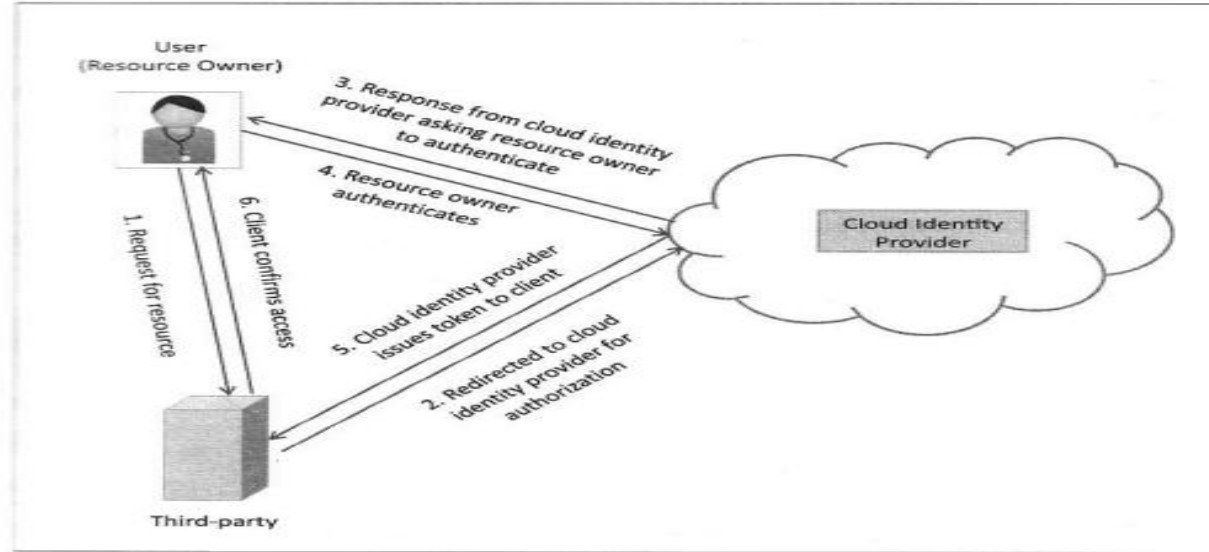 User
(Resource Owner)
3. Response from cloud identity
provider asking resource owner
to authenticate
4. Resource owner
authenticates
Cloud Identity
Provider
1. Request for resource
6. Client confirms access
5. Cloud identity provider
issues token to client
2. Redirected to cloud
identity provider for
authorization
Third-party